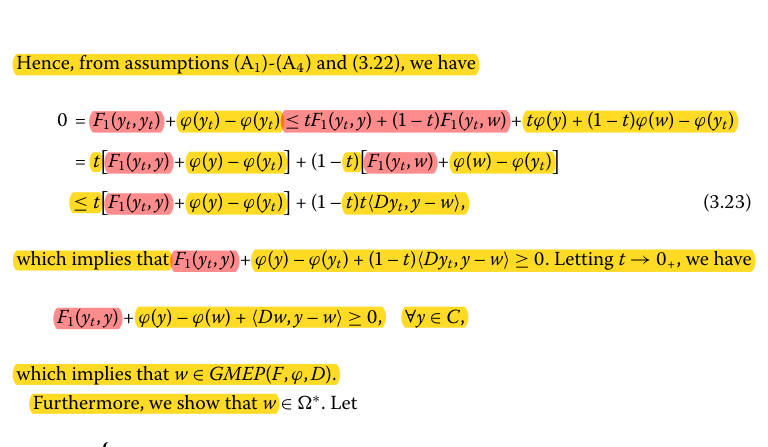 Hence, from assumptions (A₁)-(A₄) and (3.22), we have
0 = F₁(yₜ, yₜ) + φ(yₜ) − φ(yₜ) ≤ tF₁(yₜ, y) + (1 − t)F₁(yₜ, w) + tφ(y) + (1 − t)φ(w) − φ(yₜ)
= t[F₁(yₜ, y) + φ(y) − φ(yₜ)] + (1 − t)[F₁(yₜ, w) + φ(w) − φ(yₜ)]
≤ t[F₁(yₜ, y) + φ(y) − φ(yₜ)] + (1 − t)t⟨Dyₜ, y − w⟩, (3.23)
which implies that F₁(yₜ, y) + φ(y) − φ(yₜ) + (1 − t)⟨Dyₜ, y − w⟩ ≥ 0. Letting t → 0₊, we have
F₁(yₜ, y) + φ(y) − φ(w) + ⟨Dw, y − w⟩ ≥ 0, ∀y ∈ C,
which implies that w ∈ GMEP(F, φ, D).
Furthermore, we show that w ∈ Ω*. Let